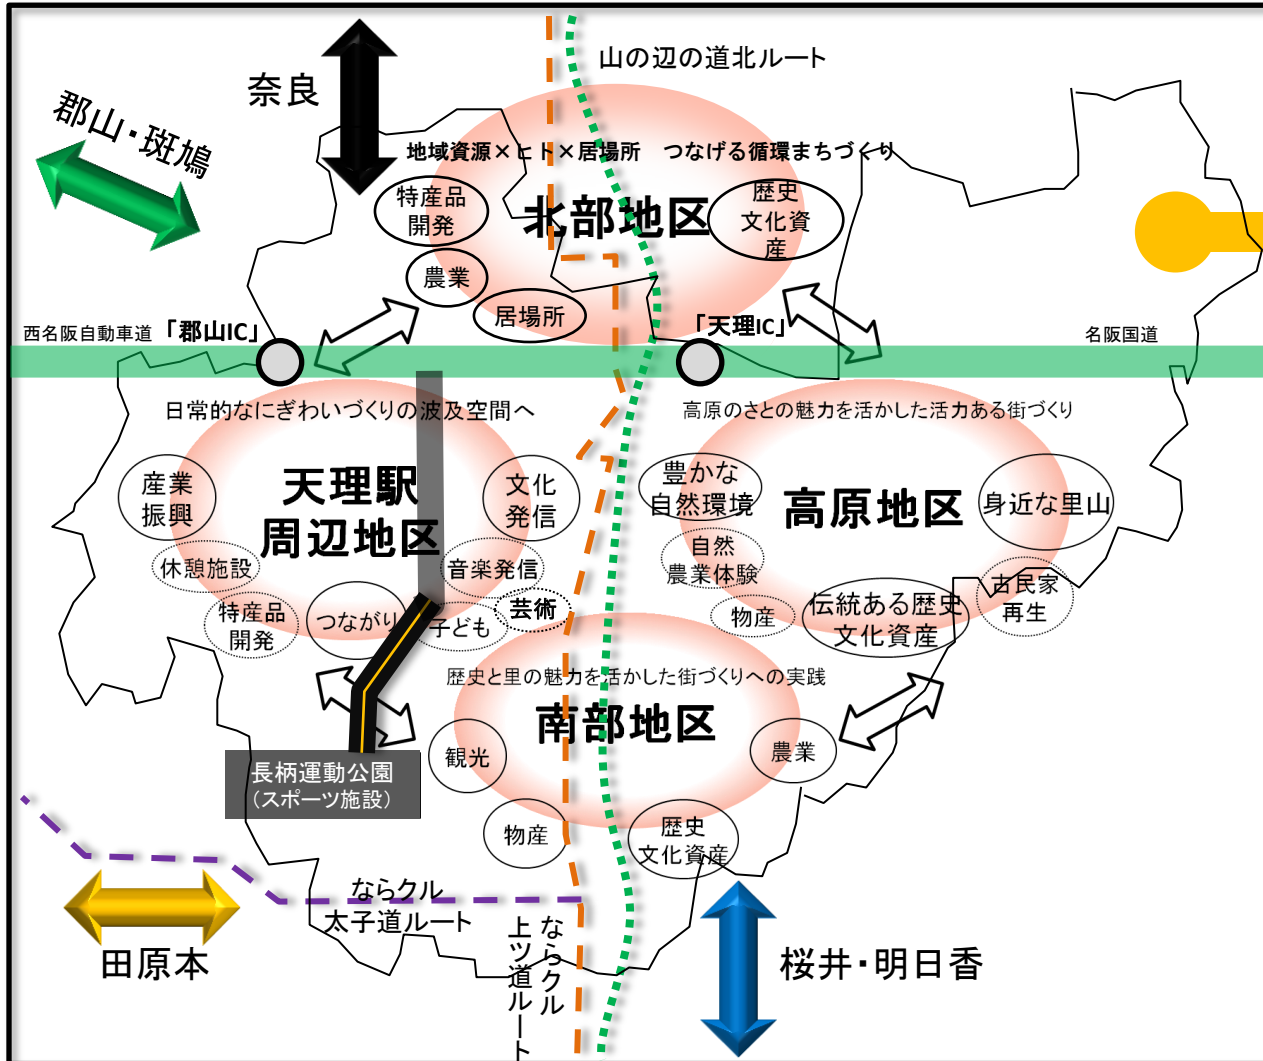 山の辺の道北ルート
奈良
郡山・斑鳩
地域資源×ヒト×居場所　つなげる循環まちづくり
特産品
開発
北部地区
歴史
文化資
産
農業
居場所
西名阪自動車道
「郡山IC」
「天理IC」
名阪国道
日常的なにぎわいづくりの波及空間へ
高原のさとの魅力を活かした活力ある街づくり
産業
振興
天理駅
周辺地区
文化
発信
豊かな
自然環境
高原地区
身近な里山
休憩施設
音楽発信
自然
農業体験
特産品
開発
つながり
子ども
芸術
物産
伝統ある歴史
文化資産
古民家
再生
歴史と里の魅力を活かした街づくりへの実践
南部地区
観光
農業
長柄運動公園
（スポーツ施設）
物産
歴史
文化資産
ならクル
太子道ルート
ならクル
上ツ道ルート
田原本
桜井・明日香